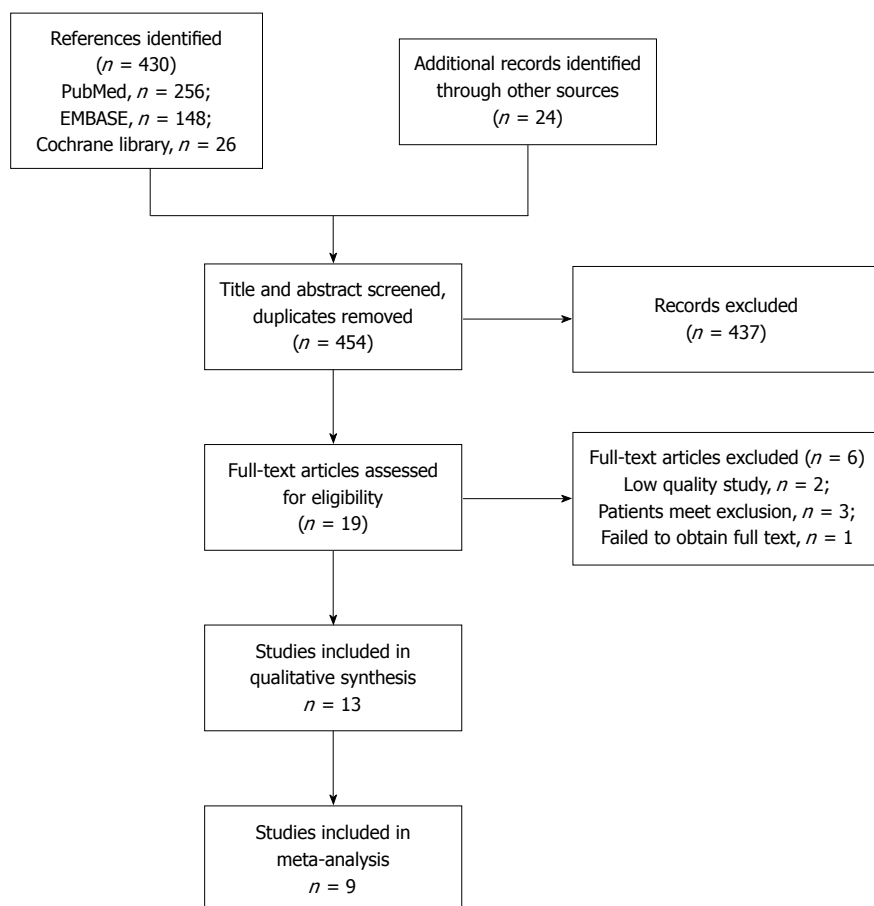 References identified
(n = 430)
PubMed, n = 256;
EMBASE, n = 148;
Cochrane library, n = 26
Additional records identified
through other sources
(n = 24)
Title and abstract screened,
duplicates removed
(n = 454)
Records excluded
(n = 437)
Full-text articles assessed
for eligibility
(n = 19)
Full-text articles excluded (n = 6)
Low quality study, n = 2;
Patients meet exclusion, n = 3;
Failed to obtain full text, n = 1
Studies included in
qualitative synthesis
n = 13
Studies included in
meta-analysis
n = 9